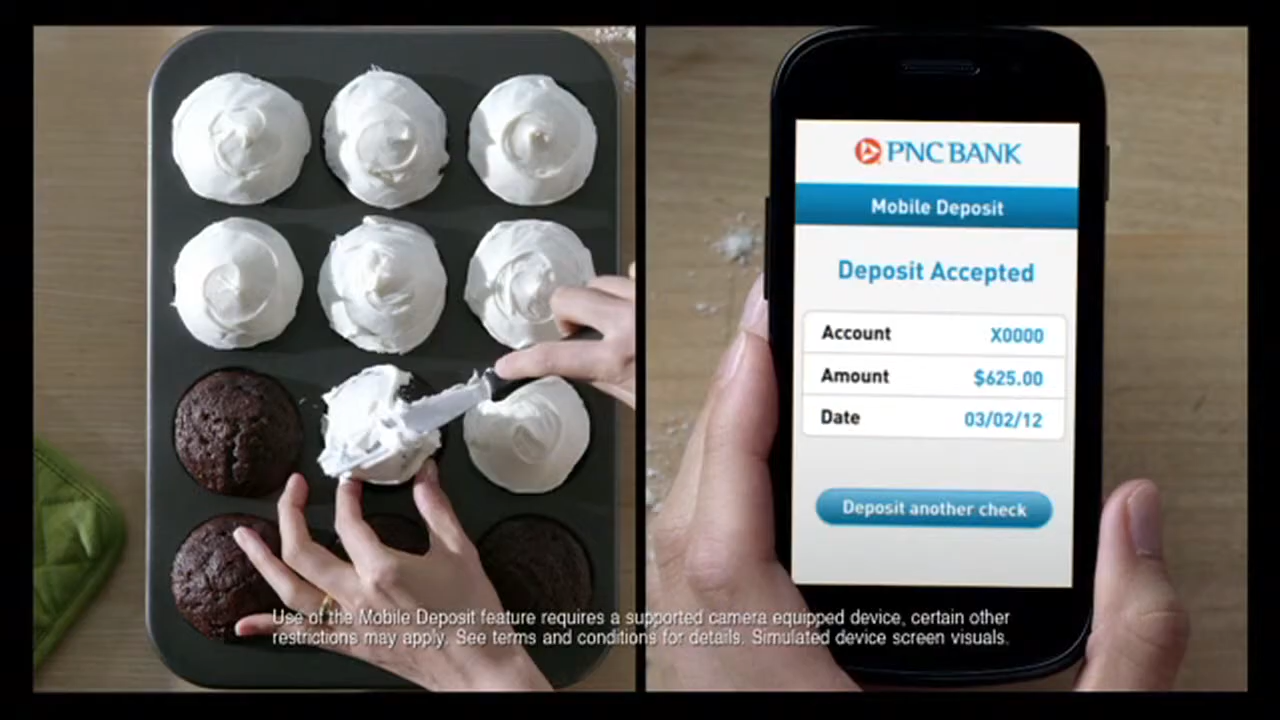 PNC BANK
Mobile Deposit
Deposit Accepted
Account X0000
Amount $625.00
Date 03/02/12
Deposit another check
Use of the Mobile Deposit feature requires a supported camera equipped device, certain other
restrictions may apply. See terms and conditions for details. Simulated device screen visuals.